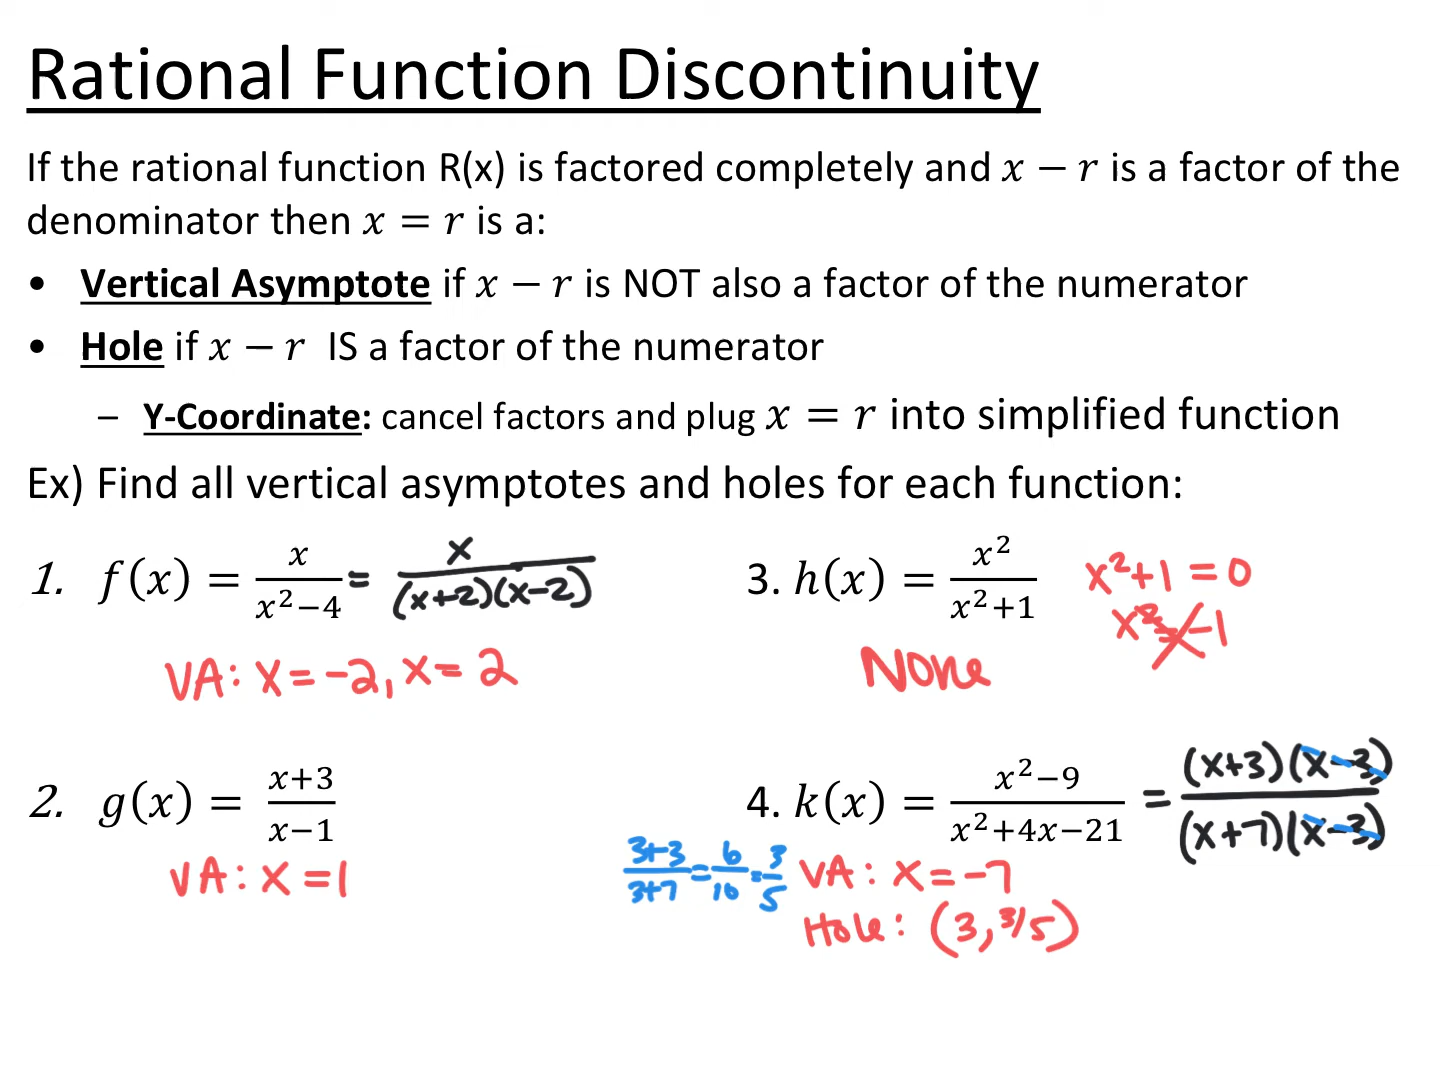 Rational Function Discontinuity
If the rational function R(x) is factored completely and x − r is a factor of the
denominator then x = r is a:
• Vertical Asymptote if x − r is NOT also a factor of the numerator
• Hole if x − r IS a factor of the numerator
– Y-Coordinate: cancel factors and plug x = r into simplified function
Ex) Find all vertical asymptotes and holes for each function:
1. f(x) = x/(x²−4) = x/((x+2)(x−2))
VA: x = −2, x = 2
3. h(x) = x²/(x²+1)
x²+1 = 0
x² = −1
None
2. g(x) = (x+3)/(x−1)
VA: x = 1
4. k(x) = (x²−9)/(x²+4x−21) = ((x+3)(x−3))/((x+7)(x−3))
(3+3)/(3+7) = 6/10 = 3/5
VA: x = −7
Hole: (3, 3/5)